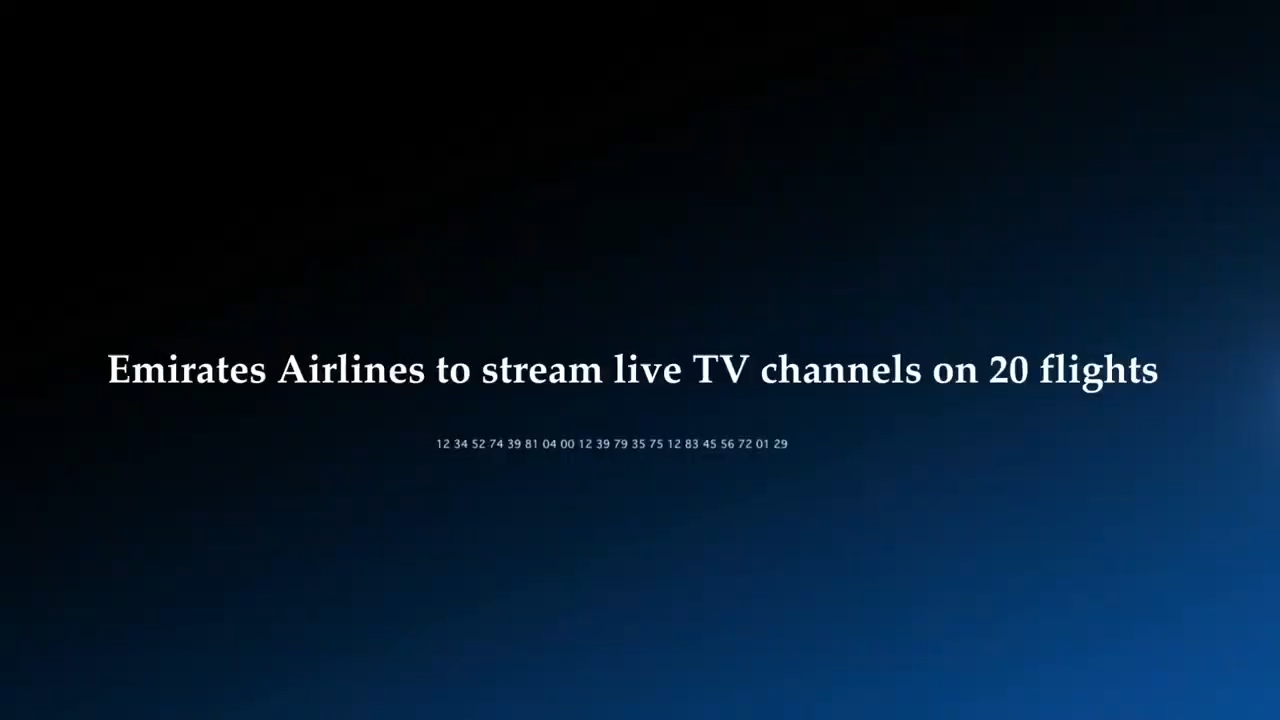 Emirates Airlines to stream live TV channels on 20 flights
12 34 52 74 39 81 04 00 12 39 79 35 75 12 83 45 56 72 01 29